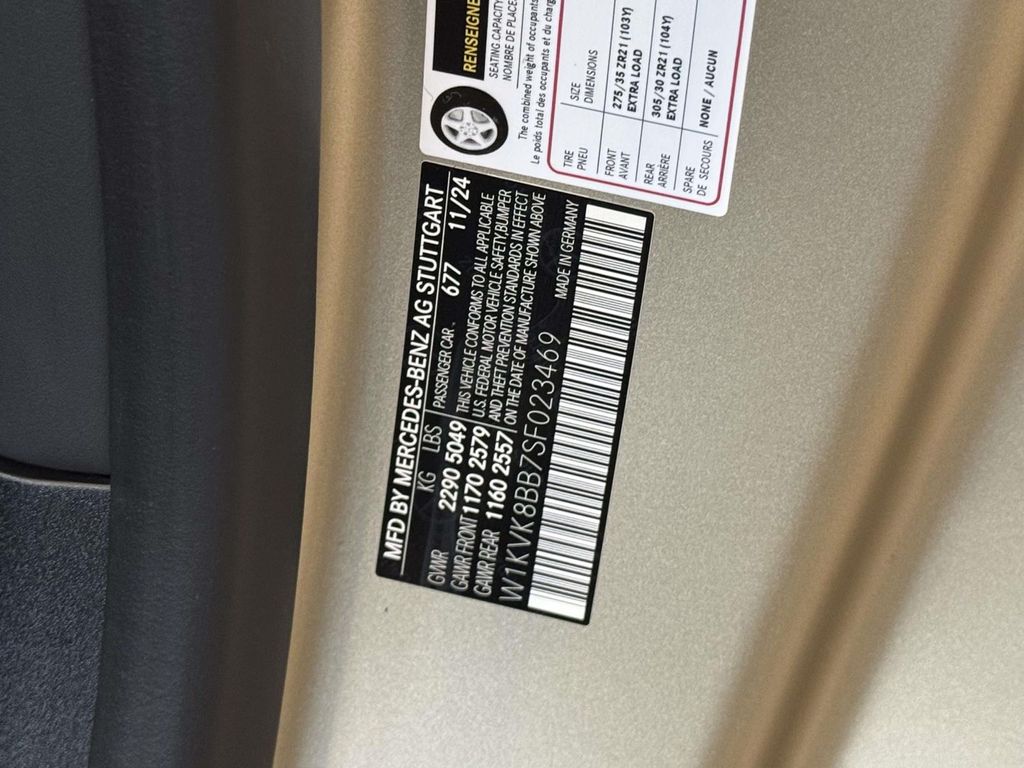 MFD BY MERCEDES-BENZ AG STUTTGART
KG LBS PASSENGER CAR 677 11/24
GVWR 2290 5049 THIS VEHICLE CONFORMS TO ALL APPLICABLE
GAWR FRONT 1170 2579 U.S. FEDERAL MOTOR VEHICLE SAFETY,BUMPER
GAWR REAR 1160 2557 AND THEFT PREVENTION STANDARDS IN EFFECT
ON THE DATE OF MANUFACTURE SHOWN ABOVE
W1KVK8BB7SF023469 MADE IN GERMANY
RENSEIGNE
SEATING CAPACITY
NOMBRE DE PLACE
The combined weight of occupants
Le poids total des occupants et du charg
TIRE SIZE
PNEU DIMENSIONS
FRONT 275/35 ZR21 (103Y)
AVANT EXTRA LOAD
REAR 305/30 ZR21 (104Y)
ARRIÈRE EXTRA LOAD
SPARE NONE / AUCUN
DE SECOURS